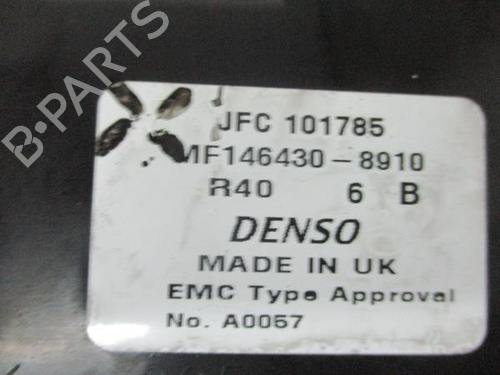 B-PARTS
JFC 101785
MF146430-8910
R40 6 B
DENSO
MADE IN UK
EMC Type Approval
No. A0057